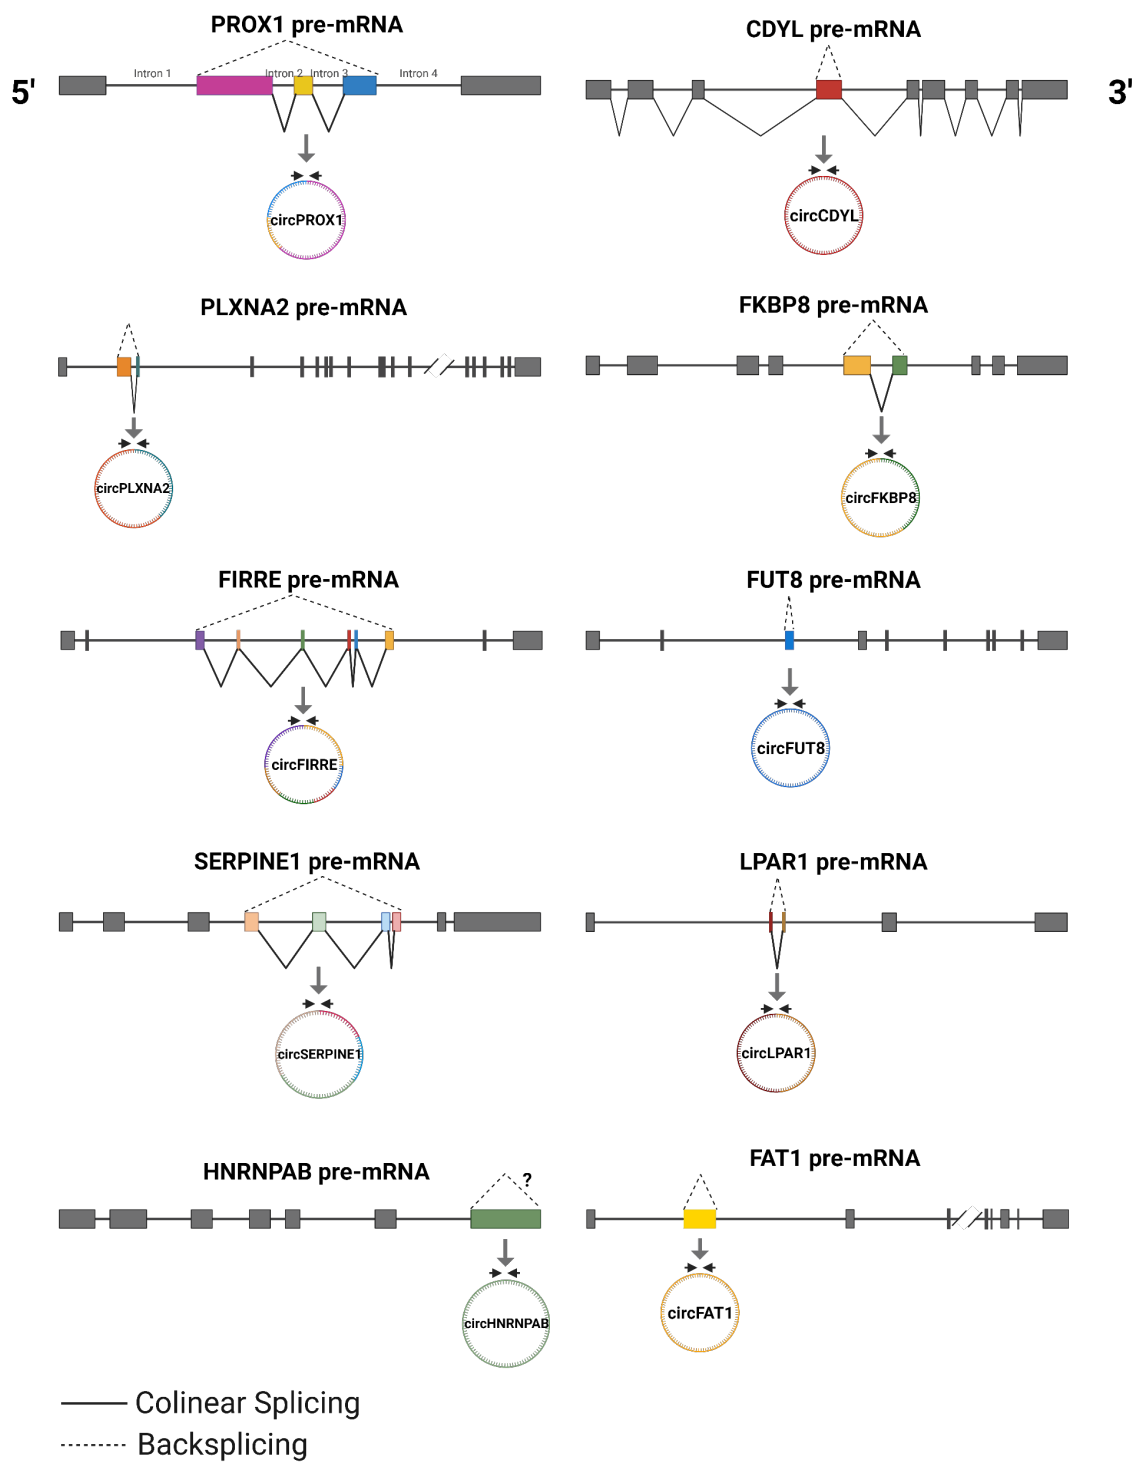 PROX1 pre-mRNA
CDYL pre-mRNA
5'
Intron 1
Intron 2
Intron 3
Intron 4
3'
circPROX1
circCDYL
PLXNA2 pre-mRNA
FKBP8 pre-mRNA
circPLXNA2
circFKBP8
FIRRE pre-mRNA
FUT8 pre-mRNA
circFIRRE
circFUT8
SERPINE1 pre-mRNA
LPAR1 pre-mRNA
circSERPINE1
circLPAR1
HNRNPAB pre-mRNA
?
FAT1 pre-mRNA
circHNRNPAB
circFAT1
Colinear Splicing
Backsplicing